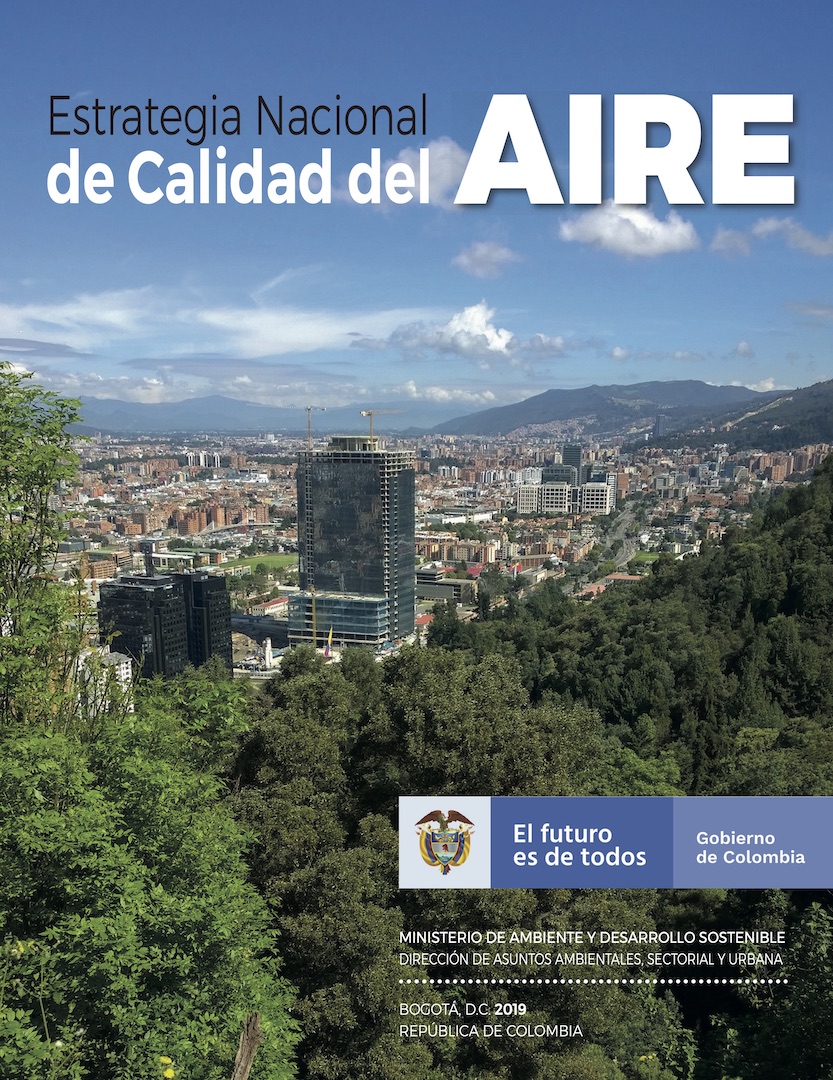 Estrategia Nacional
de Calidad del AIRE
El futuro
es de todos
Gobierno
de Colombia
MINISTERIO DE AMBIENTE Y DESARROLLO SOSTENIBLE
DIRECCIÓN DE ASUNTOS AMBIENTALES, SECTORIAL Y URBANA
BOGOTÁ, D.C. 2019
REPÚBLICA DE COLOMBIA